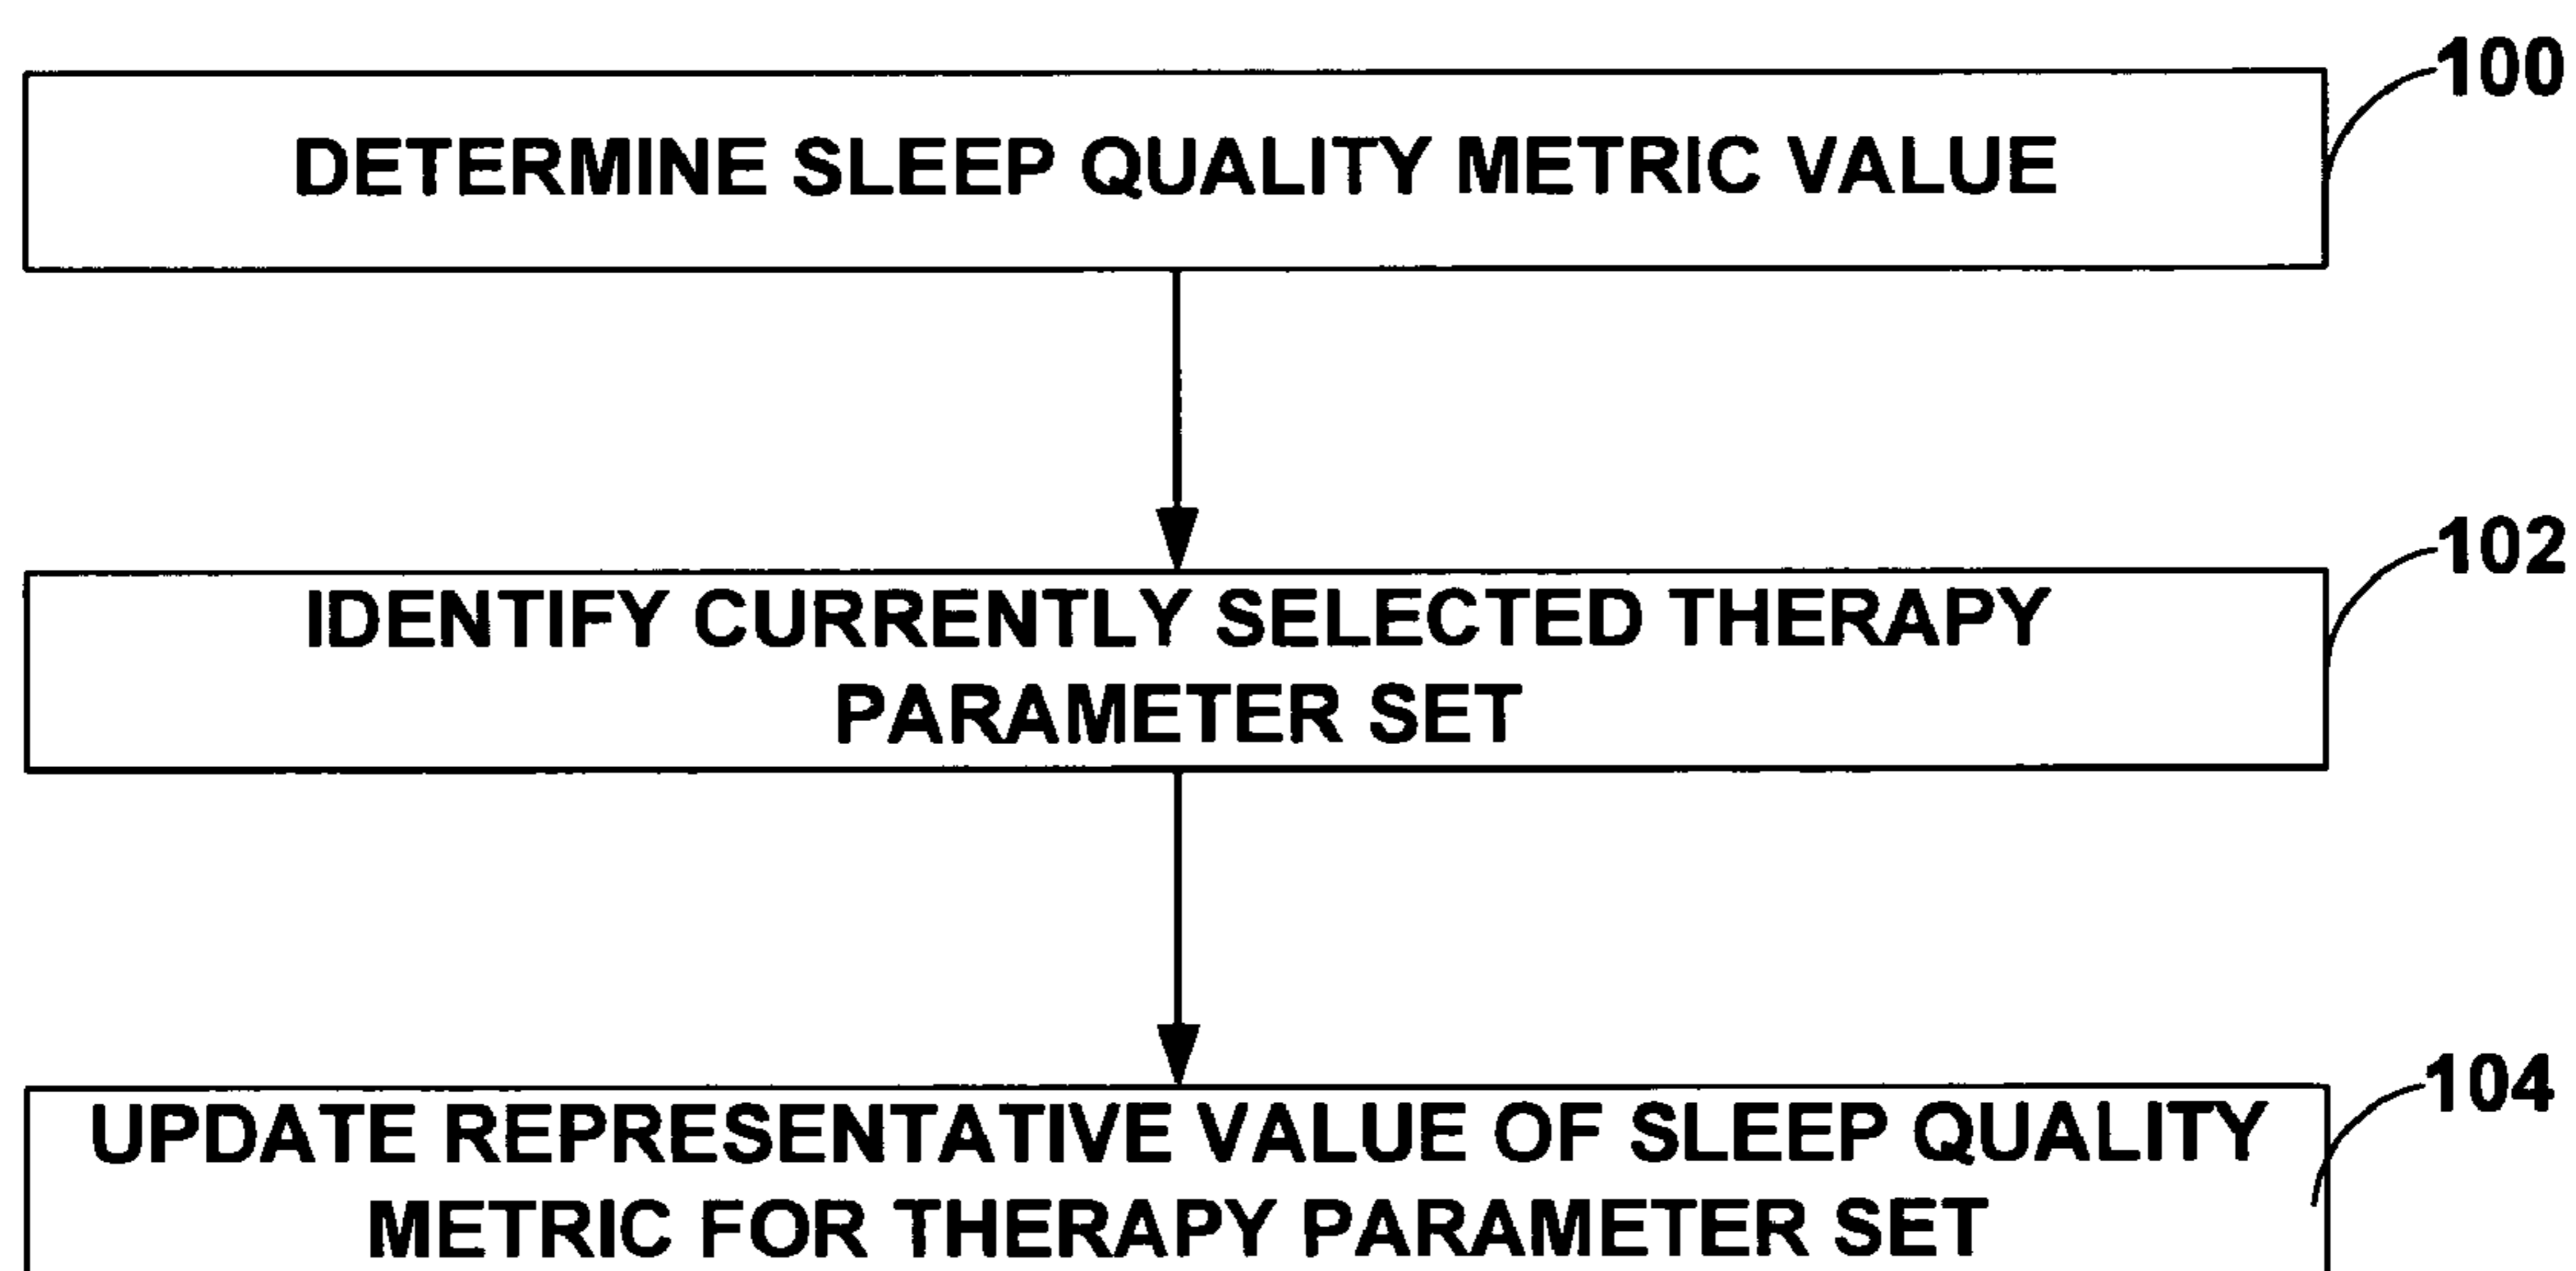 100
DETERMINE SLEEP QUALITY METRIC VALUE
102
IDENTIFY CURRENTLY SELECTED THERAPY
PARAMETER SET
104
UPDATE REPRESENTATIVE VALUE OF SLEEP QUALITY
METRIC FOR THERAPY PARAMETER SET